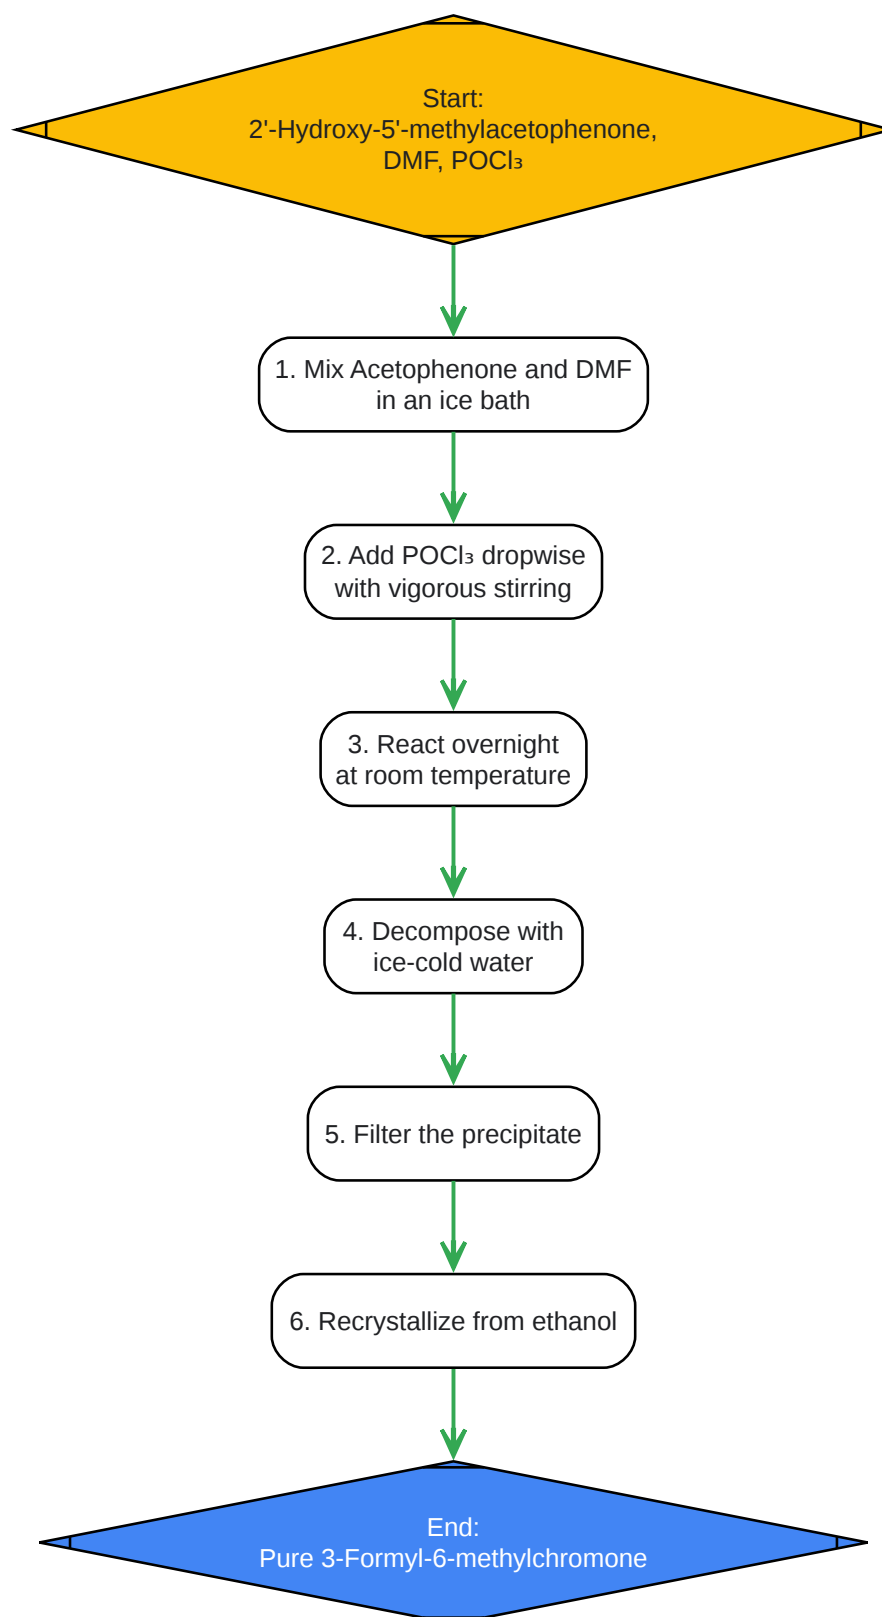 Start:
2'-Hydroxy-5'-methylacetophenone,
DMF, POCl₃
1. Mix Acetophenone and DMF
in an ice bath
2. Add POCl₃ dropwise
with vigorous stirring
3. React overnight
at room temperature
4. Decompose with
ice-cold water
5. Filter the precipitate
6. Recrystallize from ethanol
End:
Pure 3-Formyl-6-methylchromone